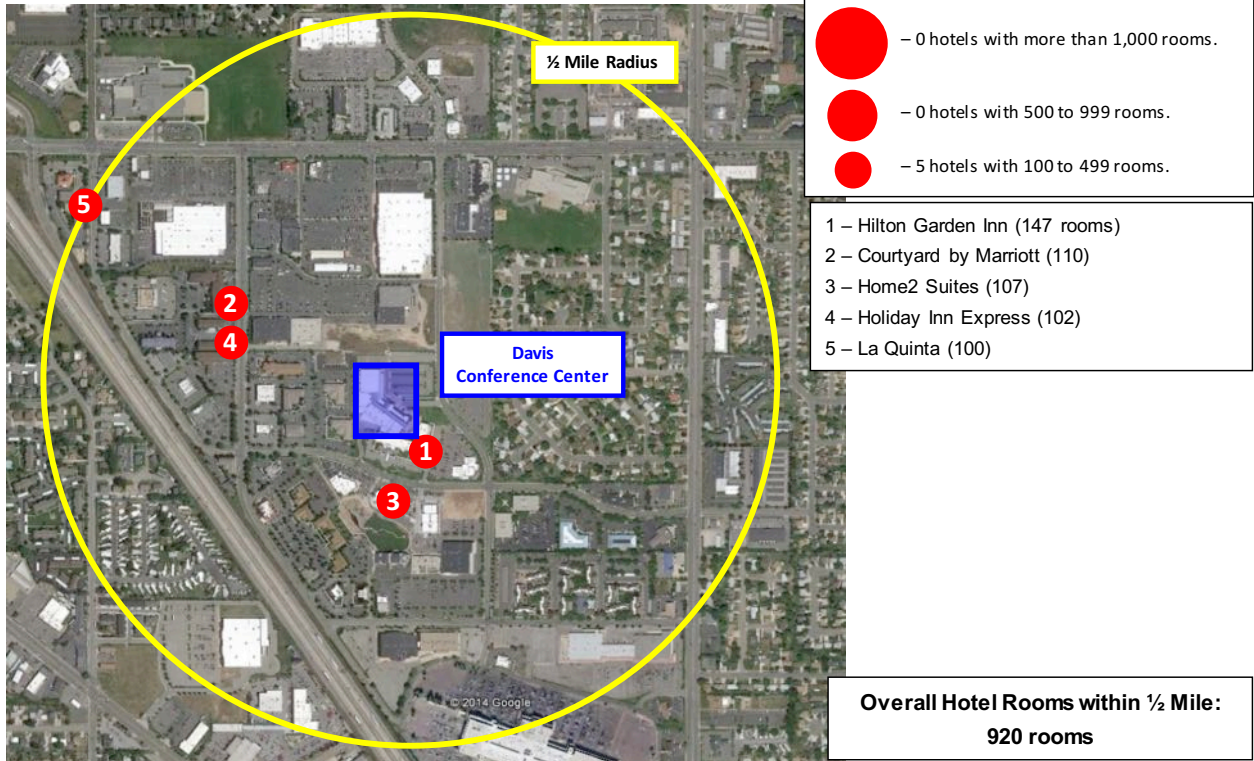 ½ Mile Radius
– 0 hotels with more than 1,000 rooms.
– 0 hotels with 500 to 999 rooms.
– 5 hotels with 100 to 499 rooms.
1 – Hilton Garden Inn (147 rooms)
2 – Courtyard by Marriott (110)
3 – Home2 Suites (107)
4 – Holiday Inn Express (102)
5 – La Quinta (100)
5
2
4
Davis
Conference Center
1
3
© 2014 Google
Overall Hotel Rooms within ½ Mile:
920 rooms